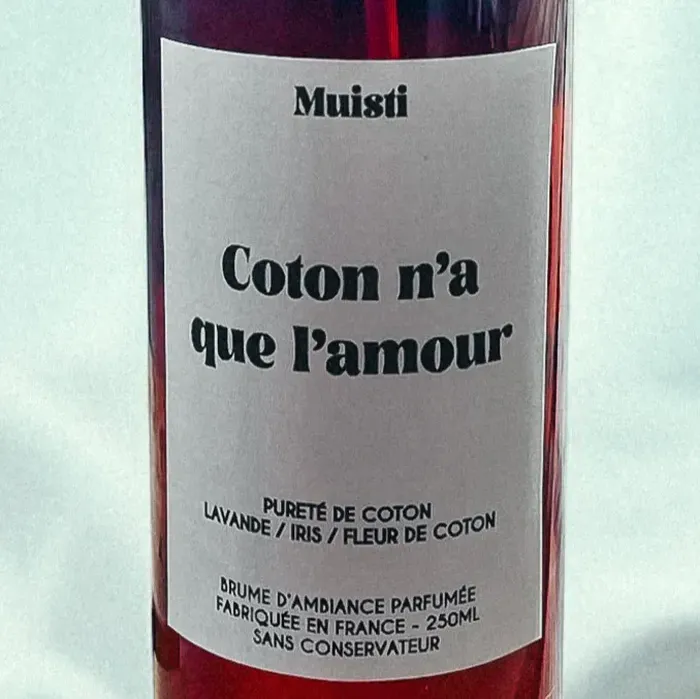 Muisti
Coton n'a
que l'amour
PURETÉ DE COTON
LAVANDE / IRIS / FLEUR DE COTON
BRUME D'AMBIANCE PARFUMÉE
FABRIQUÉE EN FRANCE - 250ML
SANS CONSERVATEUR